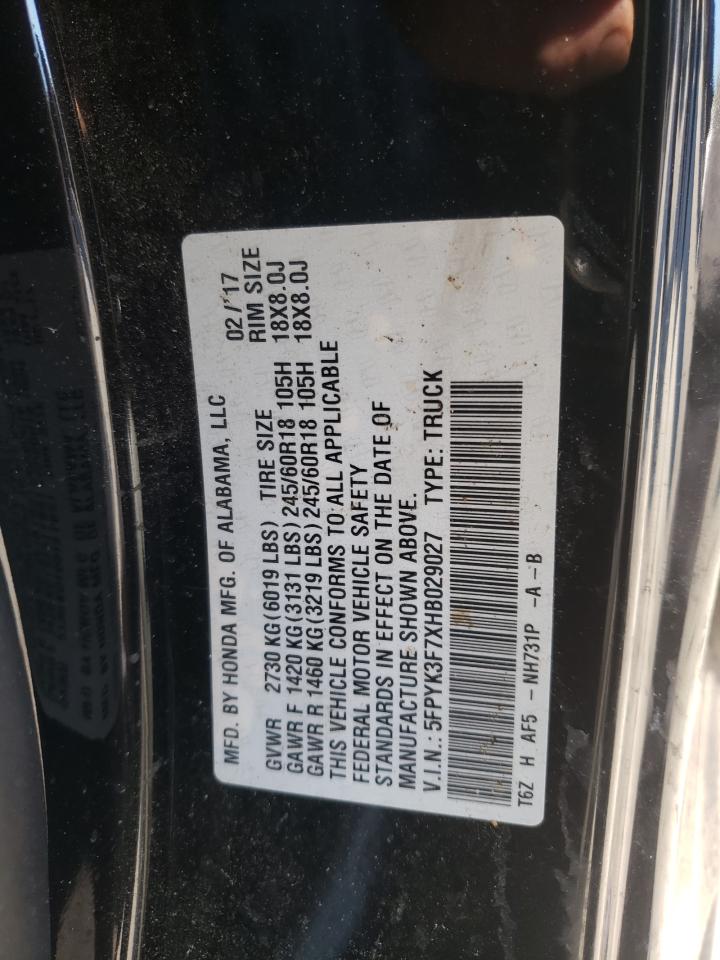 MFD. BY HONDA MFG. OF ALABAMA, LLC 02/'17
GVWR 2730 KG(6019 LBS) TIRE SIZE RIM SIZE
GAWR F 1420 KG(3131 LBS) 245/60R18 105H 18X8.0J
GAWR R 1460 KG(3219 LBS) 245/60R18 105H 18X8.0J
THIS VEHICLE CONFORMS TO ALL APPLICABLE
FEDERAL MOTOR VEHICLE SAFETY
STANDARDS IN EFFECT ON THE DATE OF
MANUFACTURE SHOWN ABOVE.
V.I.N.: 5FPYK3F7XHB029027 TYPE: TRUCK
T6Z H AF5 - NH731P -A-B